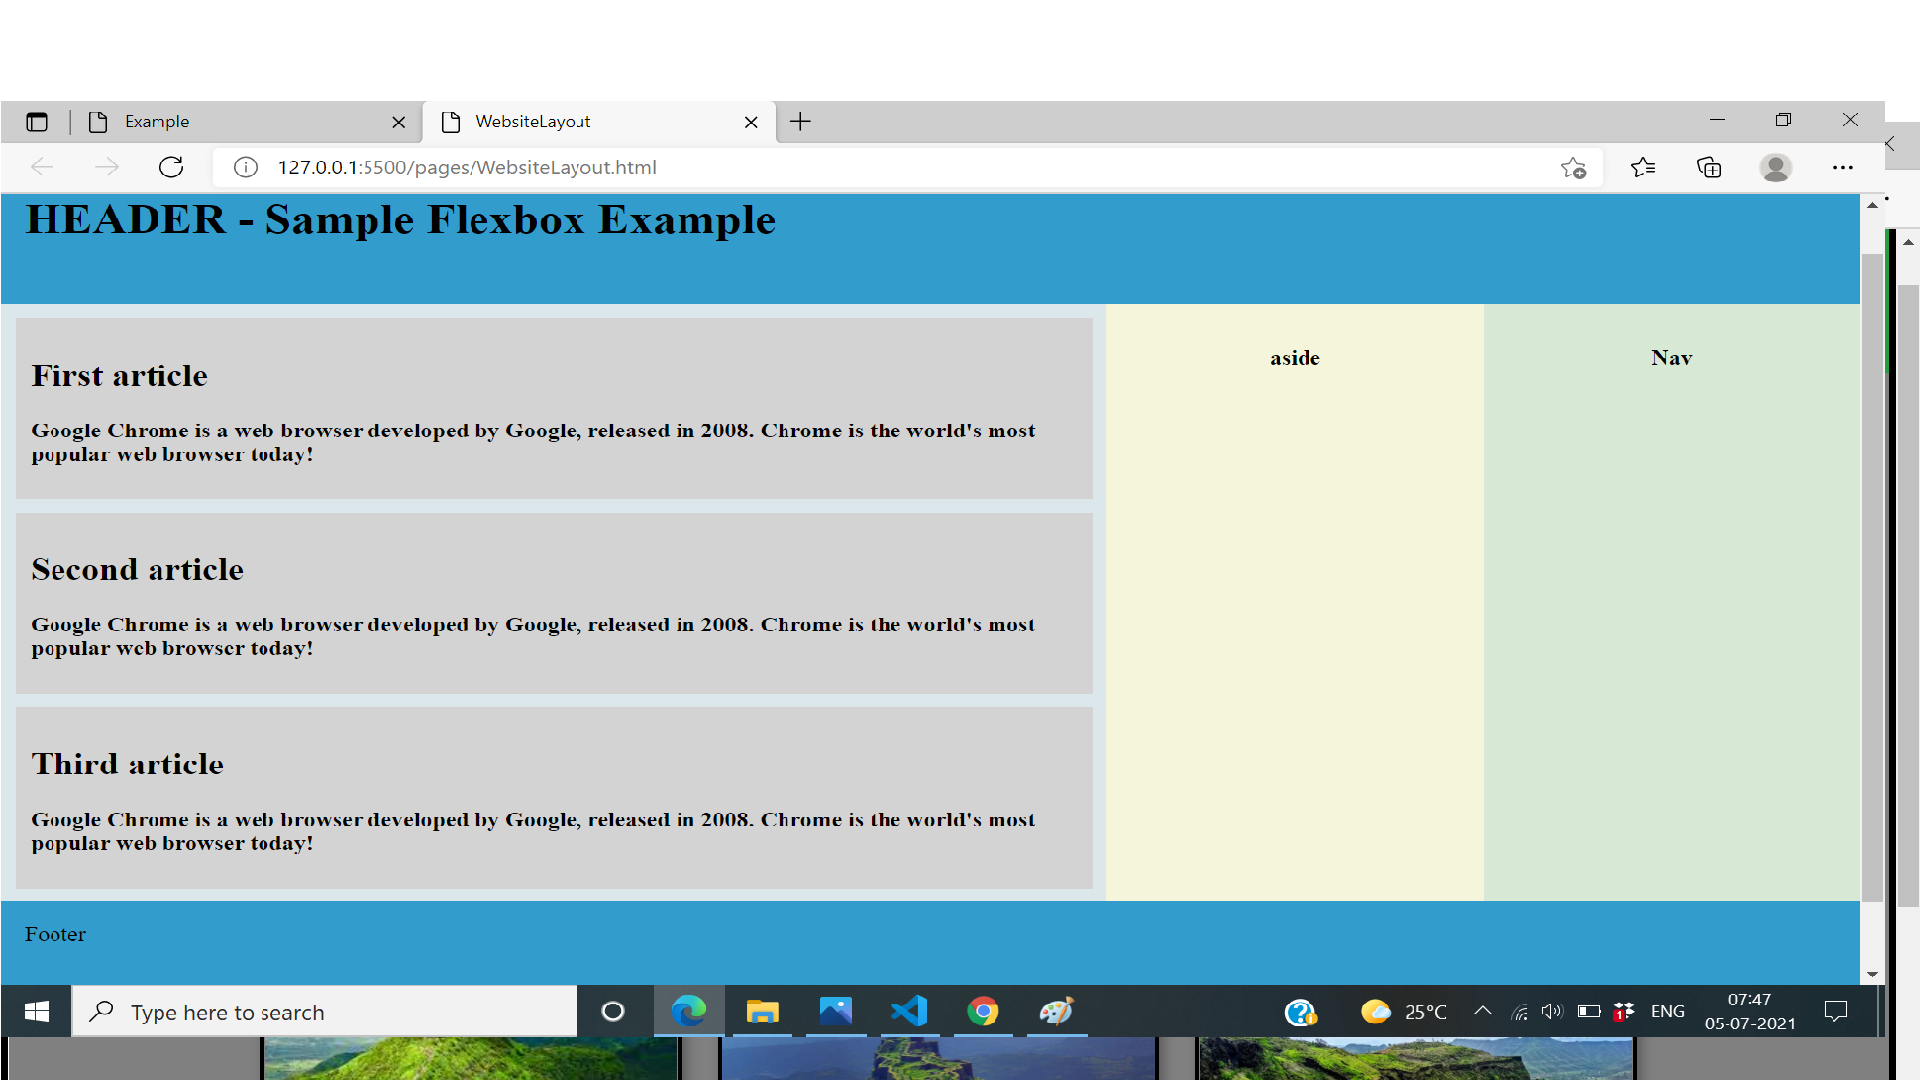 Example
WebsiteLayout
127.0.0.1:5500/pages/WebsiteLayout.html
HEADER - Sample Flexbox Example
First article
Google Chrome is a web browser developed by Google, released in 2008. Chrome is the world's most
popular web browser today!
Second article
Google Chrome is a web browser developed by Google, released in 2008. Chrome is the world's most
popular web browser today!
Third article
Google Chrome is a web browser developed by Google, released in 2008. Chrome is the world's most
popular web browser today!
aside
Nav
Footer
Type here to search
25°C
1
ENG
07:47
05-07-2021